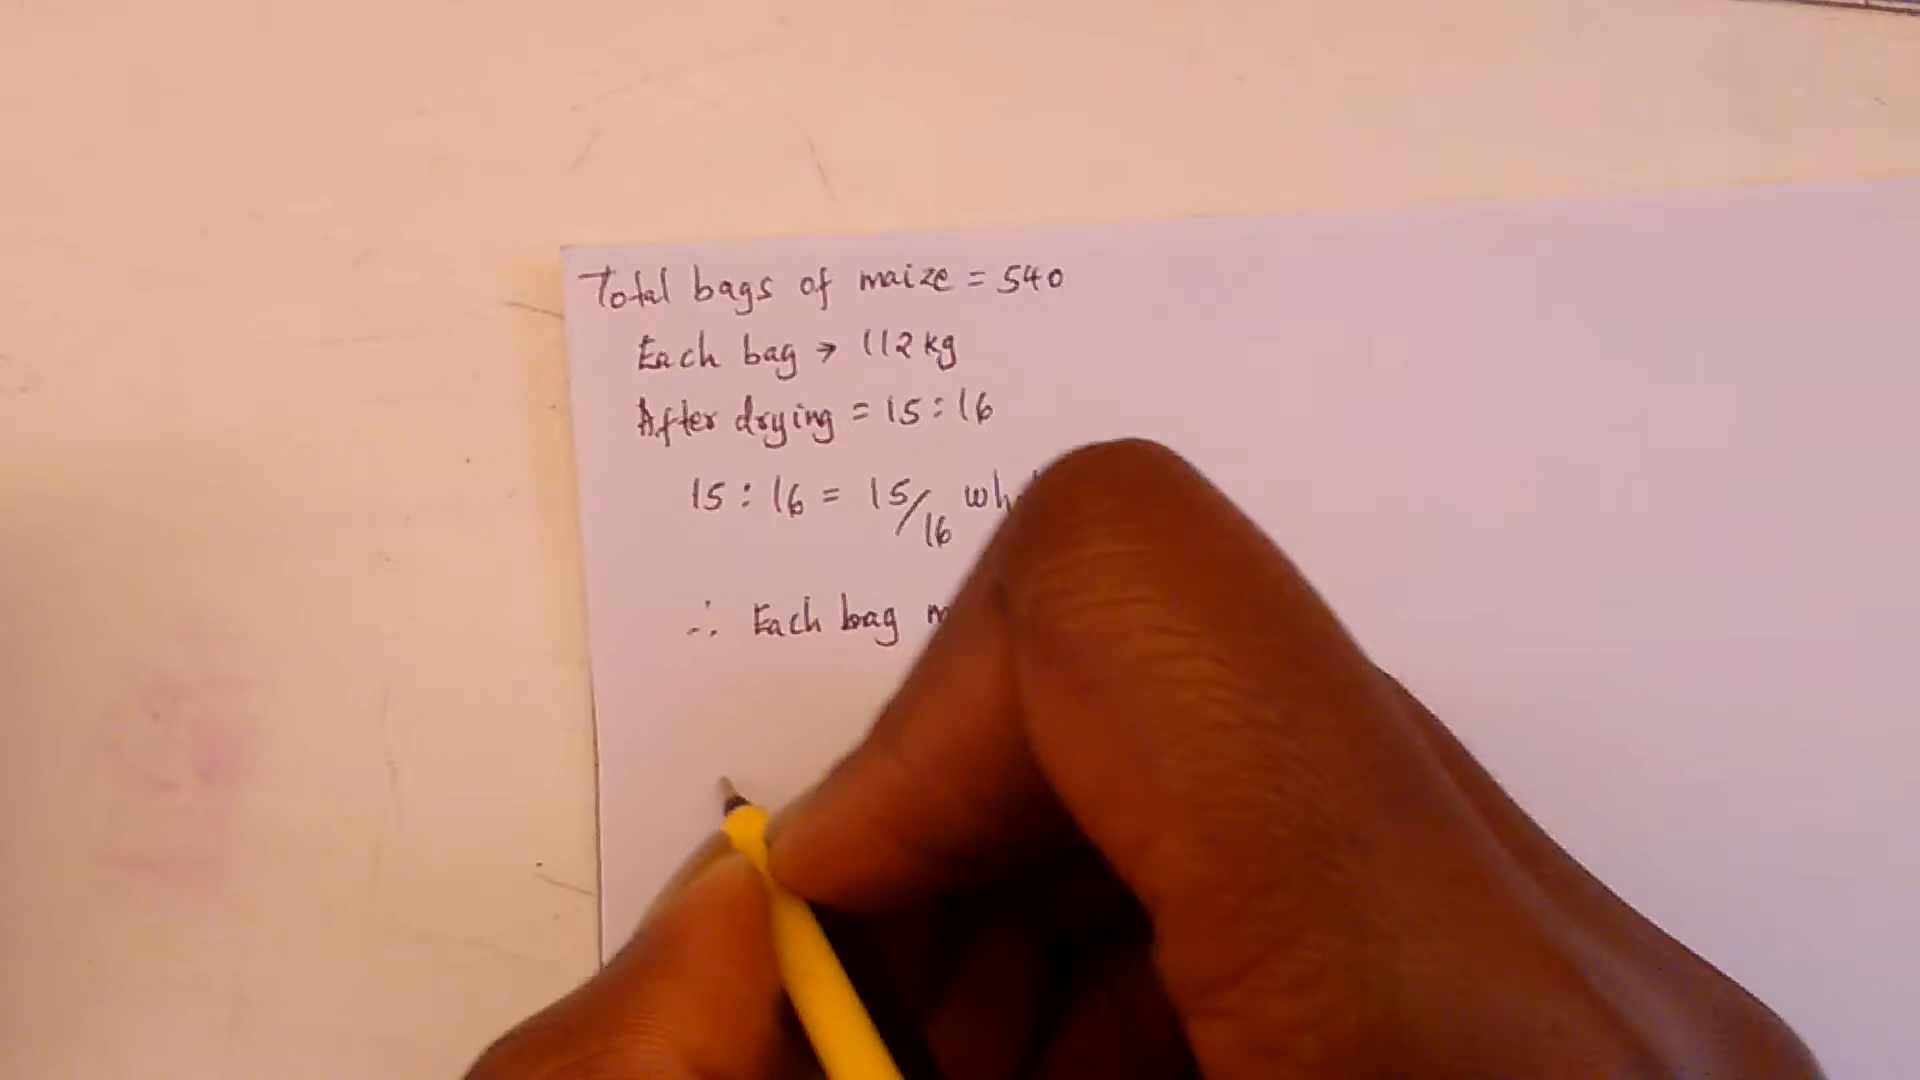 Total bags of maize = 540
Each bag → 112 kg
After drying = 15 : 16
15 : 16 = 15/16
∴ Each bag